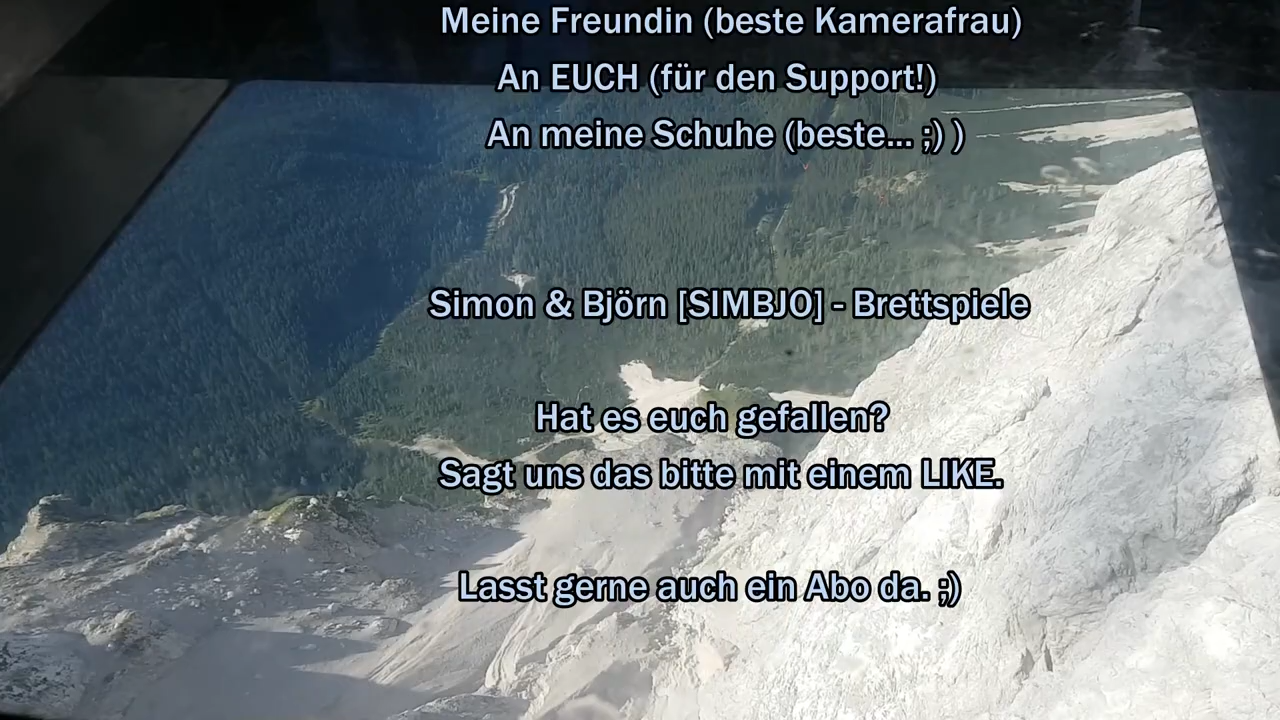 Meine Freundin (beste Kamerafrau)
An EUCH (für den Support!)
An meine Schuhe (beste... ;) )
Simon & Björn [SIMBJO] - Brettspiele
Hat es euch gefallen?
Sagt uns das bitte mit einem LIKE.
Lasst gerne auch ein Abo da. ;)